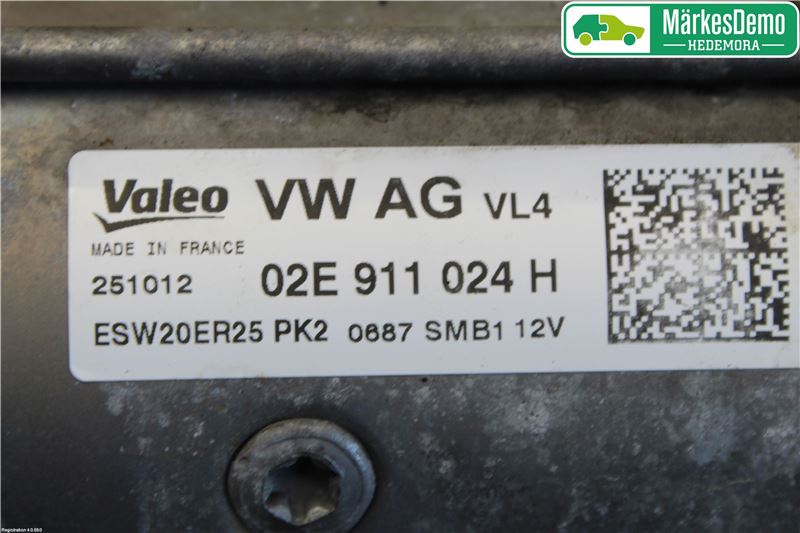 MärkesDemo
HEDEMORA
Valeo VW AG VL4
MADE IN FRANCE
251012 02E 911 024 H
ESW20ER25 PK2 0687 SMB1 12V